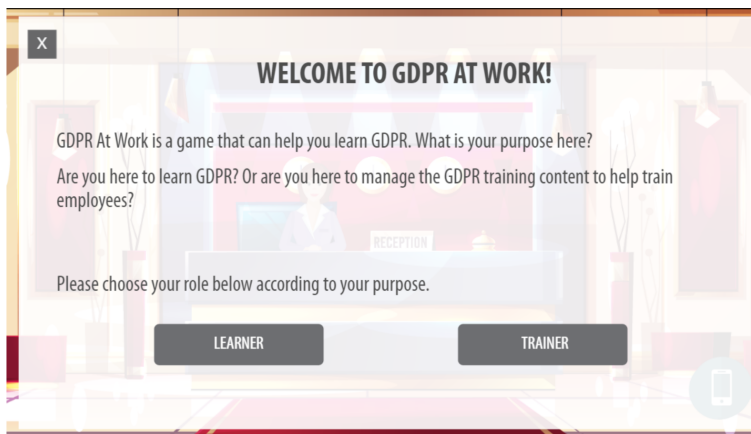 X
WELCOME TO GDPR AT WORK!
GDPR At Work is a game that can help you learn GDPR. What is your purpose here?
Are you here to learn GDPR? Or are you here to manage the GDPR training content to help train
employees?
RECEPTION
Please choose your role below according to your purpose.
LEARNER
TRAINER